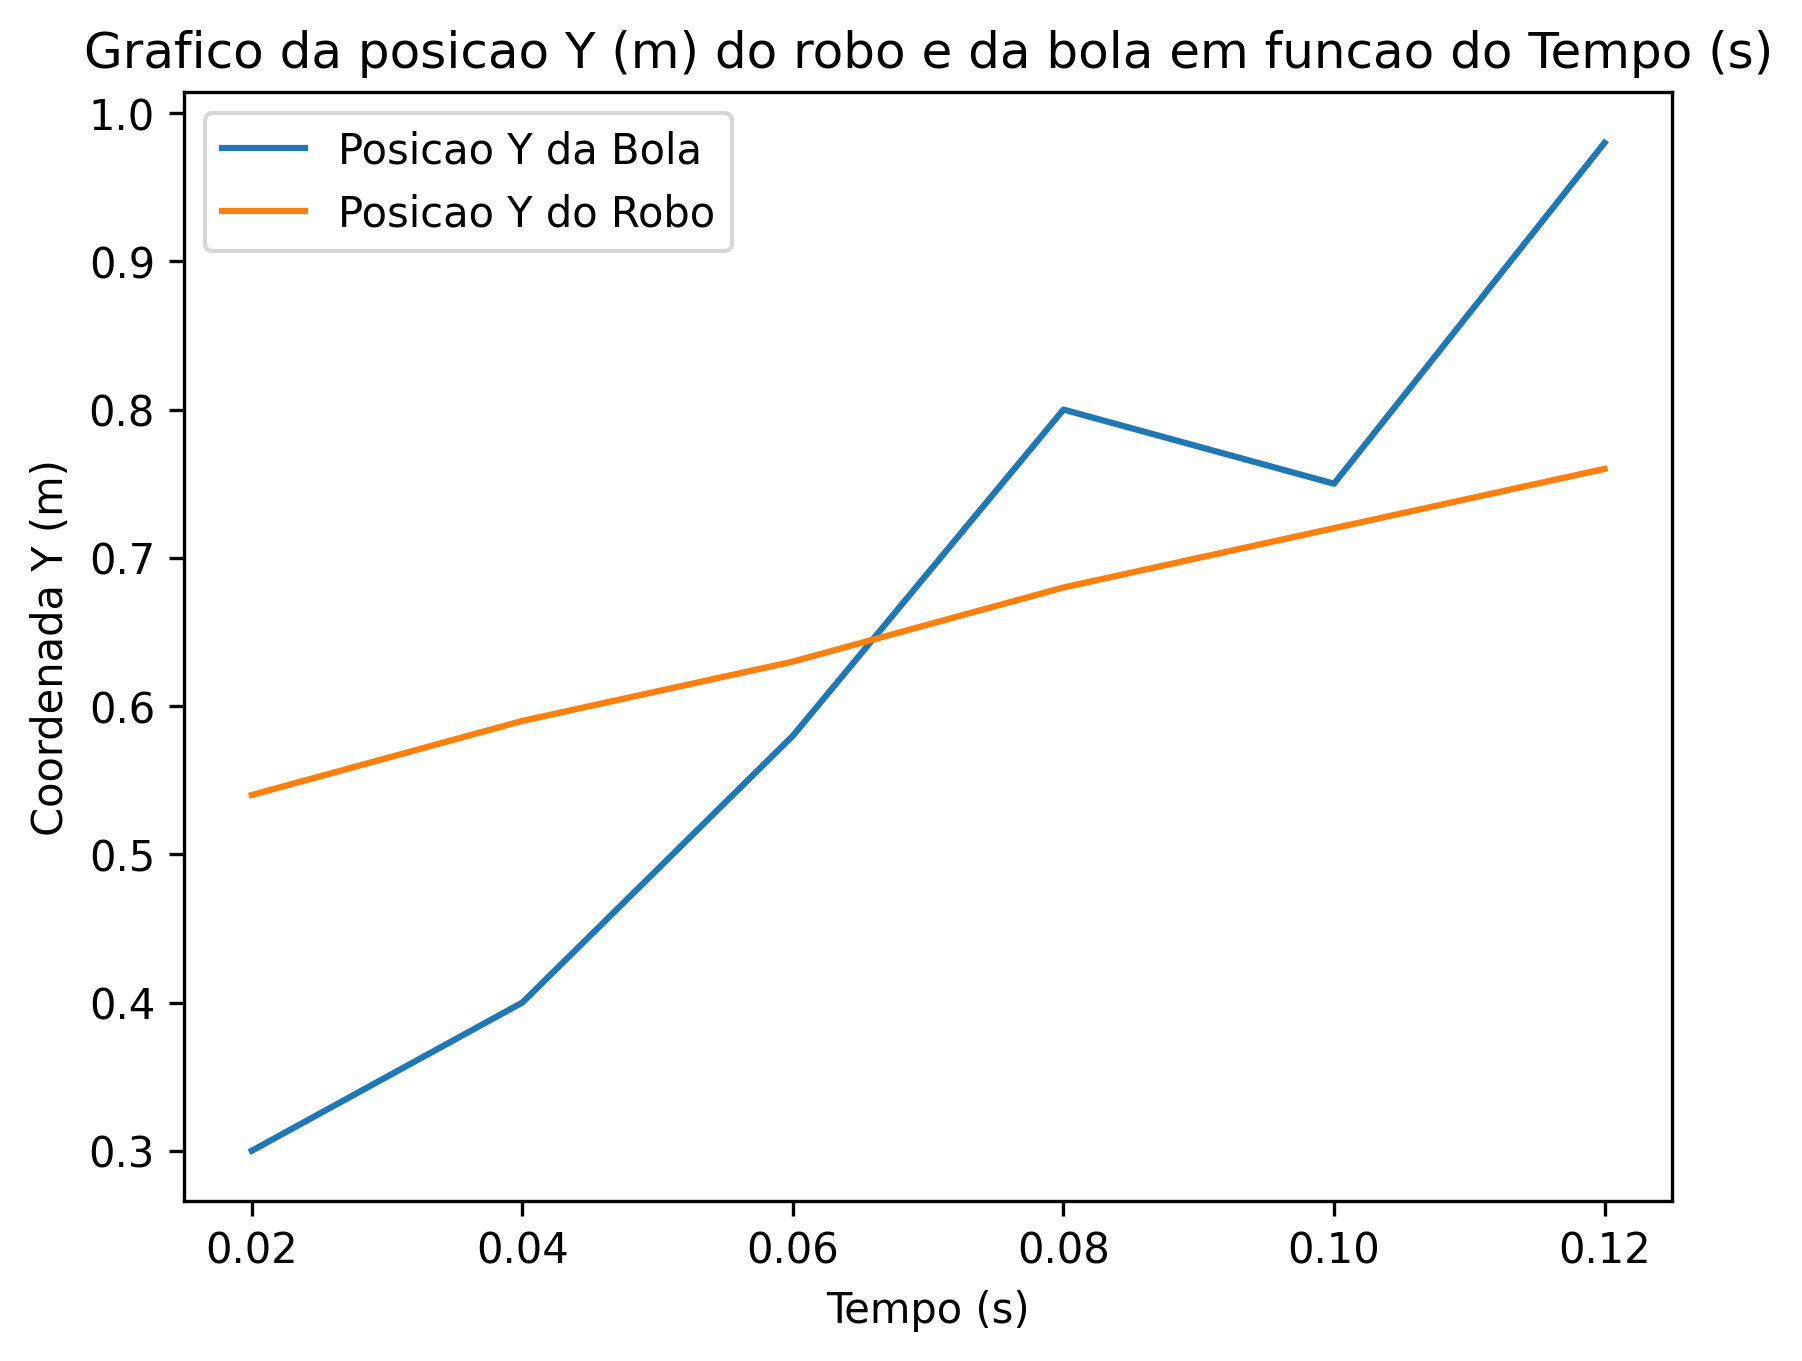 Grafico da posicao Y (m) do robo e da bola em funcao do Tempo (s)
Posicao Y da Bola
Posicao Y do Robo
Coordenada Y (m)
1.0
0.9
0.8
0.7
0.6
0.5
0.4
0.3
0.02 0.04 0.06 0.08 0.10 0.12
Tempo (s)